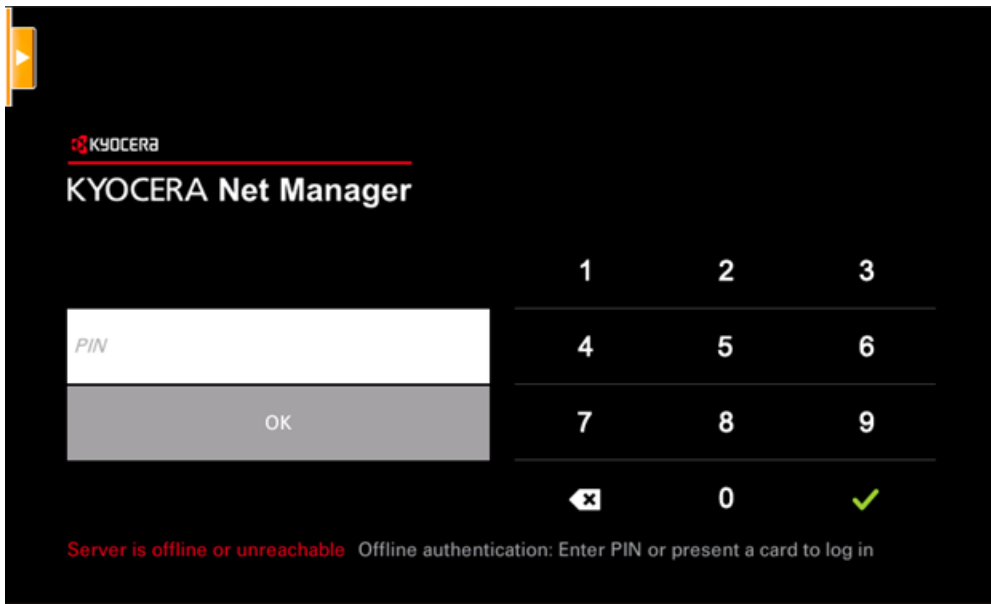 KYOCERA
KYOCERA Net Manager
1 2 3
PIN
4 5 6
OK
7 8 9
0
Server is offline or unreachable Offline authentication: Enter PIN or present a card to log in